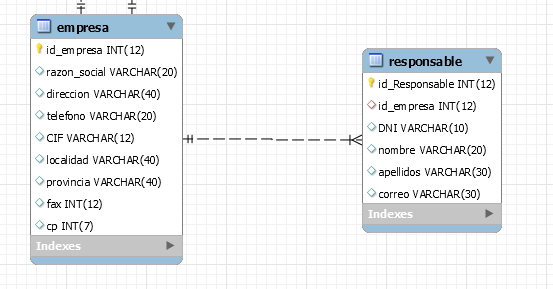 empresa
id_empresa INT(12)
razon_social VARCHAR(20)
direccion VARCHAR(40)
telefono VARCHAR(20)
CIF VARCHAR(12)
localidad VARCHAR(40)
provincia VARCHAR(40)
fax INT(12)
cp INT(7)
Indexes
responsable
id_Responsable INT(12)
id_empresa INT(12)
DNI VARCHAR(10)
nombre VARCHAR(20)
apellidos VARCHAR(30)
correo VARCHAR(30)
Indexes